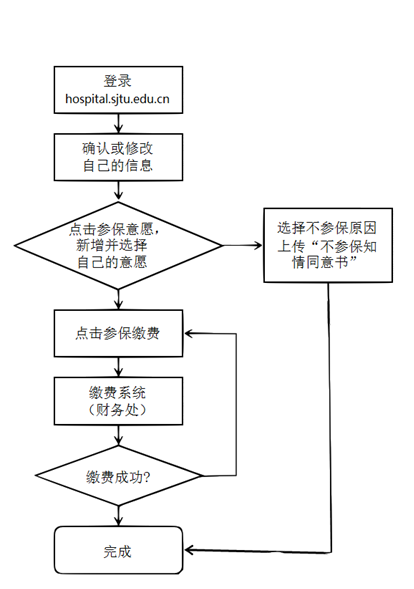 登录
hospital.sjtu.edu.cn
确认或修改
自己的信息
点击参保意愿，
新增并选择
自己的意愿
选择不参保原因
上传“不参保知
情同意书”
点击参保缴费
缴费系统
（财务处）
缴费成功?
完成